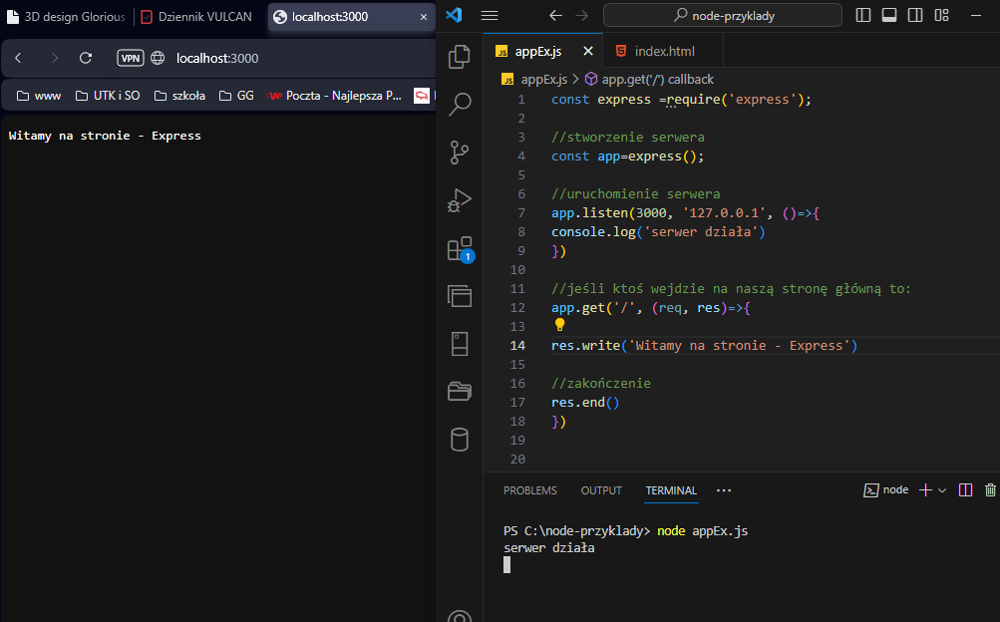 3D design Glorious
Dziennik VULCAN
localhost:3000
VPN localhost:3000
www UTK i SO szkoła GG Poczta - Najlepsza P...
Witamy na stronie - Express
node-przyklady
JS appEx.js
index.html
JS appEx.js > app.get('/') callback
1 const express =require('express');
2
3 //stworzenie serwera
4 const app=express();
5
6 //uruchomienie serwera
7 app.listen(3000, '127.0.0.1', ()=>{
8 console.log('serwer działa')
9 })
10
11 //jeśli ktoś wejdzie na naszą stronę główną to:
12 app.get('/', (req, res)=>{
13
14 res.write('Witamy na stronie - Express')
15
16 //zakończenie
17 res.end()
18 })
19
20
1
PROBLEMS OUTPUT TERMINAL ... node
PS C:\node-przyklady> node appEx.js
serwer działa